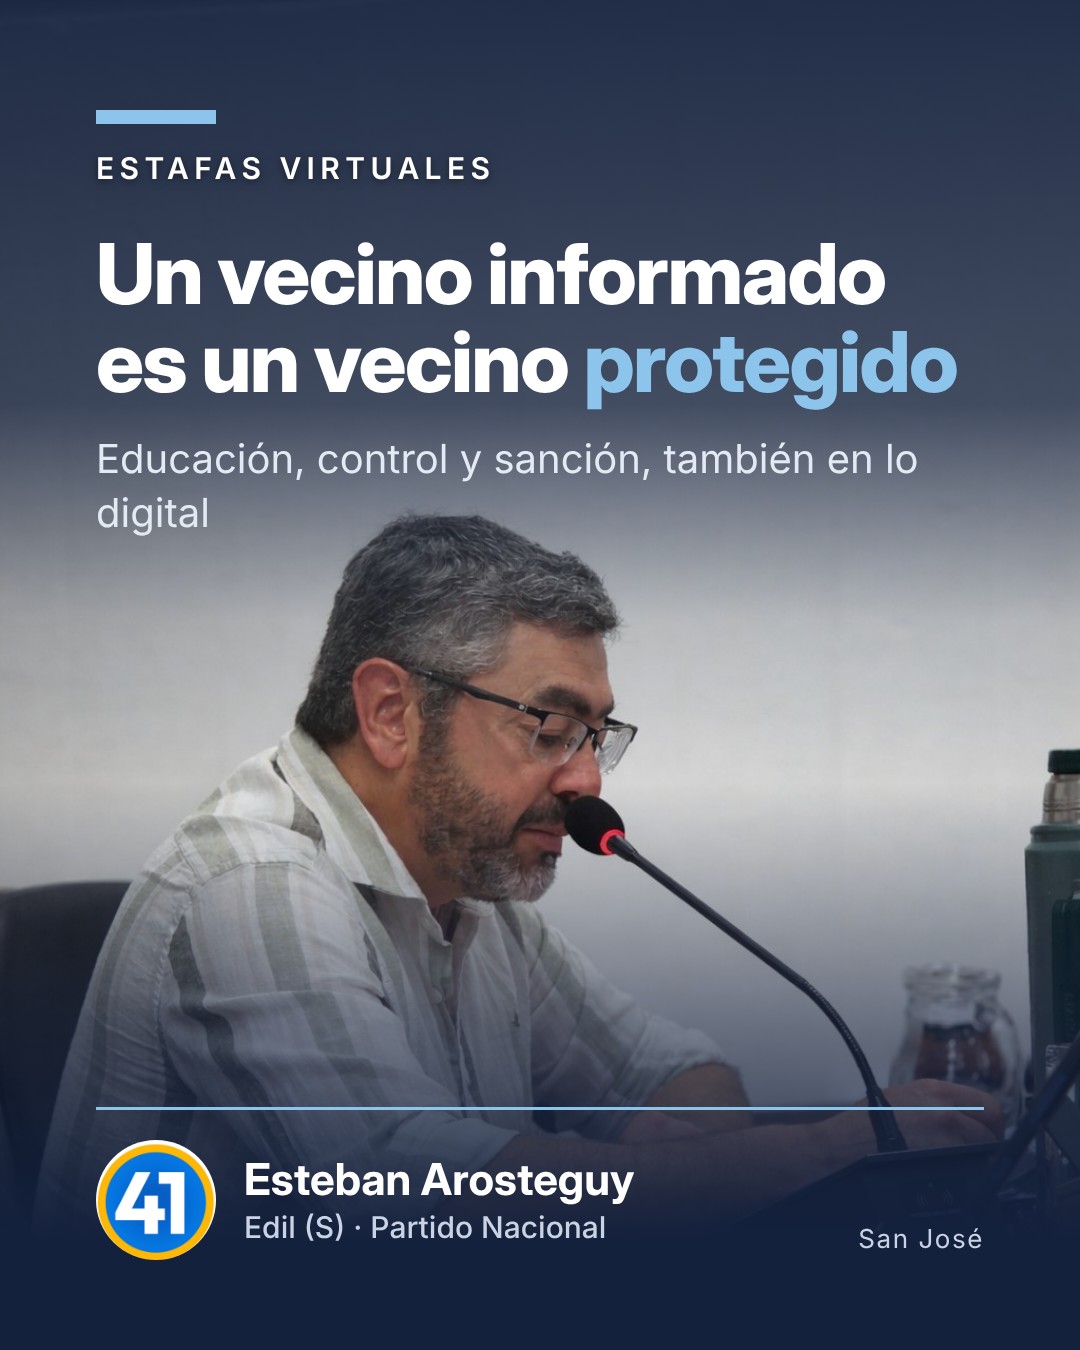 ESTAFAS VIRTUALES
Un vecino informado
es un vecino protegido
Educación, control y sanción, también en lo
digital
41
Esteban Arosteguy
Edil (S) · Partido Nacional
San José